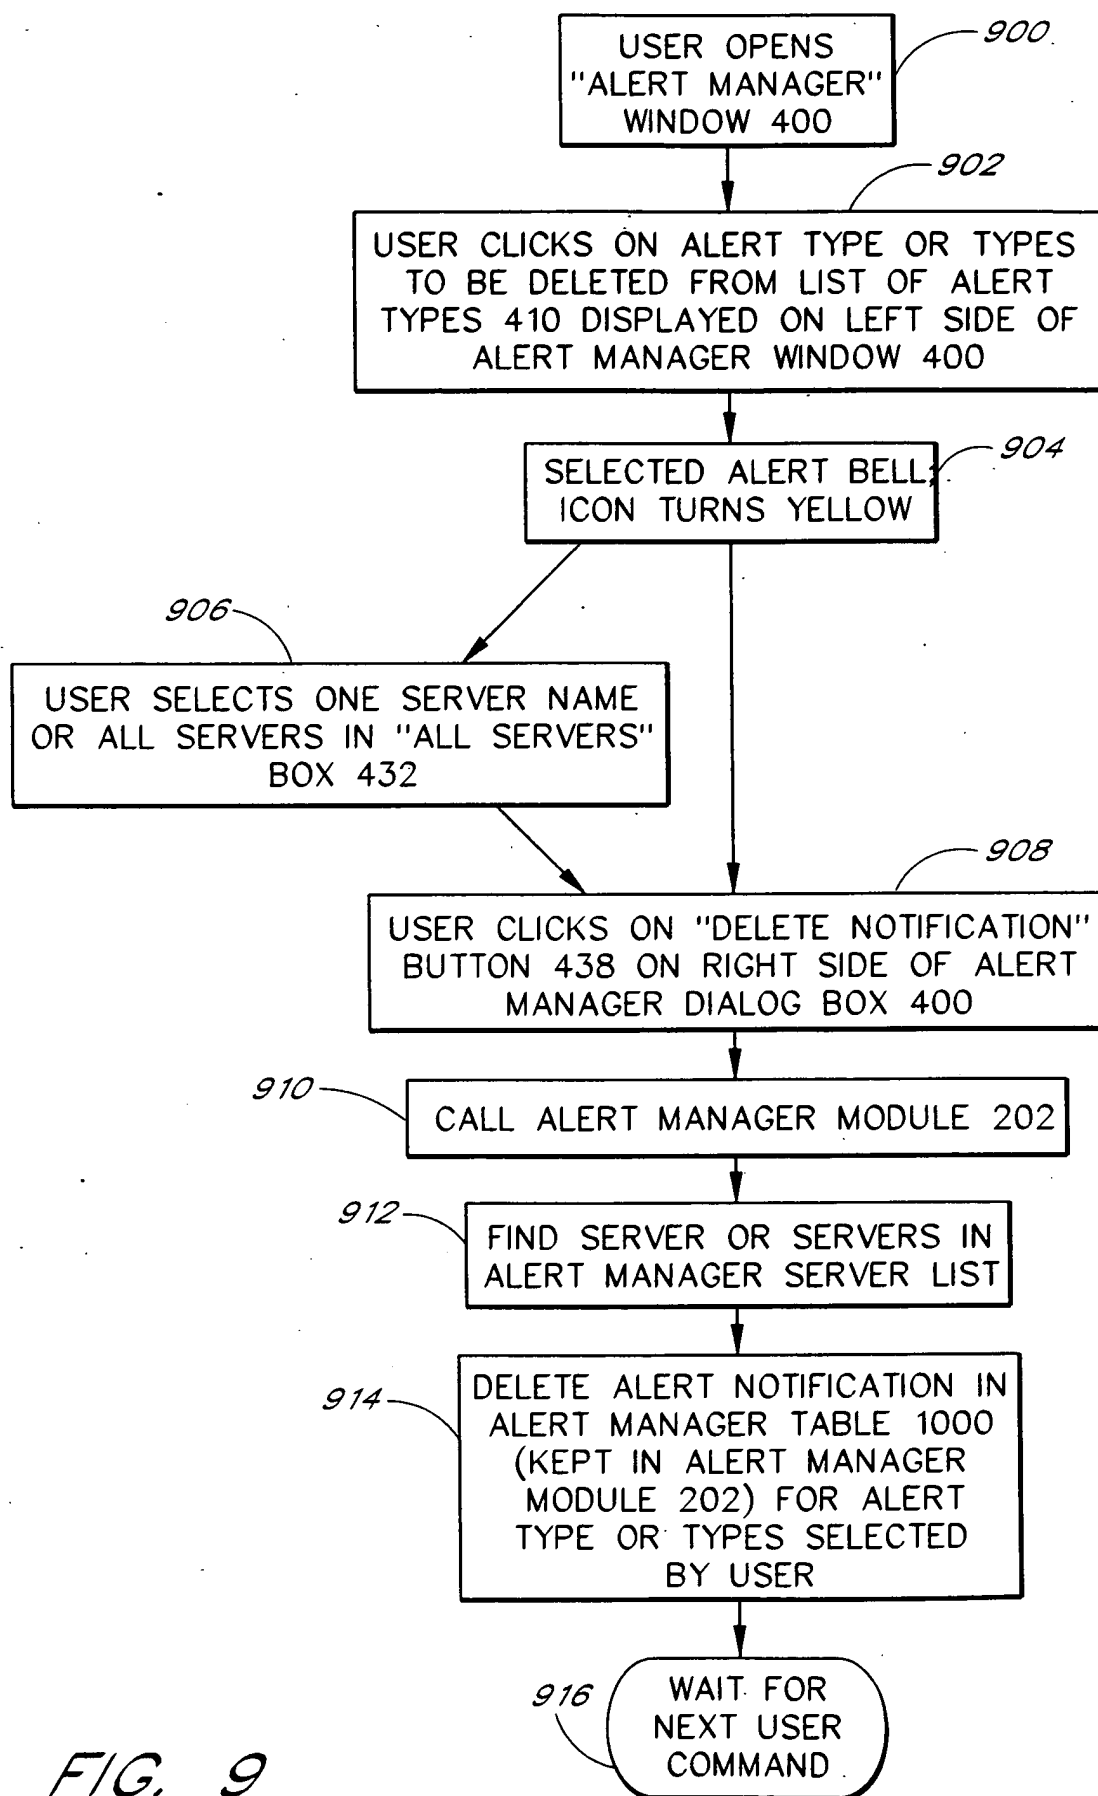 900
USER OPENS
"ALERT MANAGER"
WINDOW 400
902
USER CLICKS ON ALERT TYPE OR TYPES
TO BE DELETED FROM LIST OF ALERT
TYPES 410 DISPLAYED ON LEFT SIDE OF
ALERT MANAGER WINDOW 400
904
SELECTED ALERT BELL
ICON TURNS YELLOW
906
USER SELECTS ONE SERVER NAME
OR ALL SERVERS IN "ALL SERVERS"
BOX 432
908
USER CLICKS ON "DELETE NOTIFICATION"
BUTTON 438 ON RIGHT SIDE OF ALERT
MANAGER DIALOG BOX 400
910
CALL ALERT MANAGER MODULE 202
912
FIND SERVER OR SERVERS IN
ALERT MANAGER SERVER LIST
914
DELETE ALERT NOTIFICATION IN
ALERT MANAGER TABLE 1000
(KEPT IN ALERT MANAGER
MODULE 202) FOR ALERT
TYPE OR TYPES SELECTED
BY USER
916
WAIT FOR
NEXT USER
COMMAND
FIG. 9